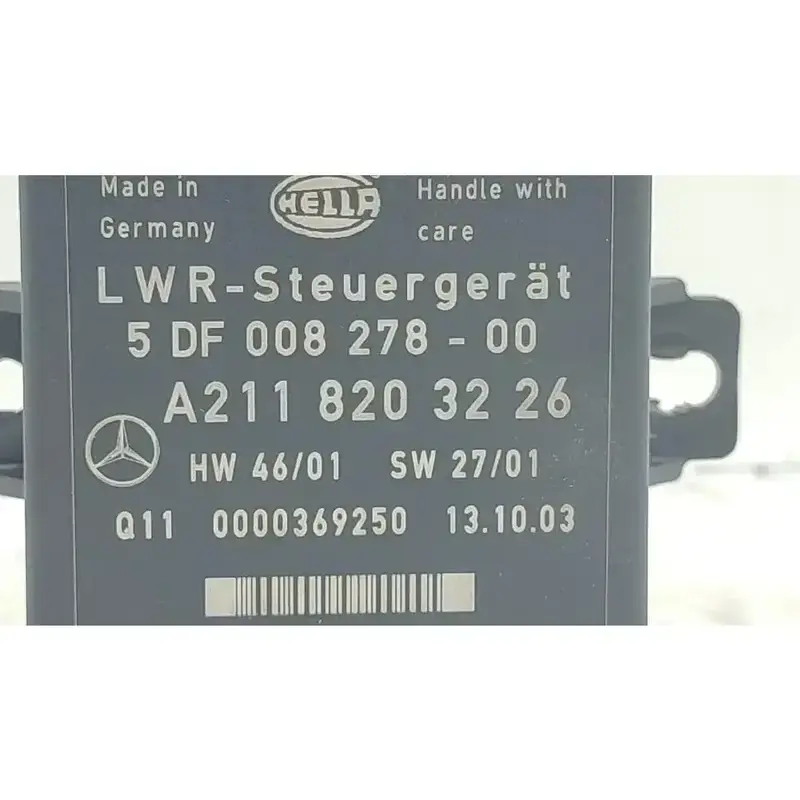 Made in
Germany
HELLA
Handle with
care
LWR-Steuergerät
5 DF 008 278 - 00
A211 820 32 26
HW 46/01 SW 27/01
Q11 0000369250 13.10.03